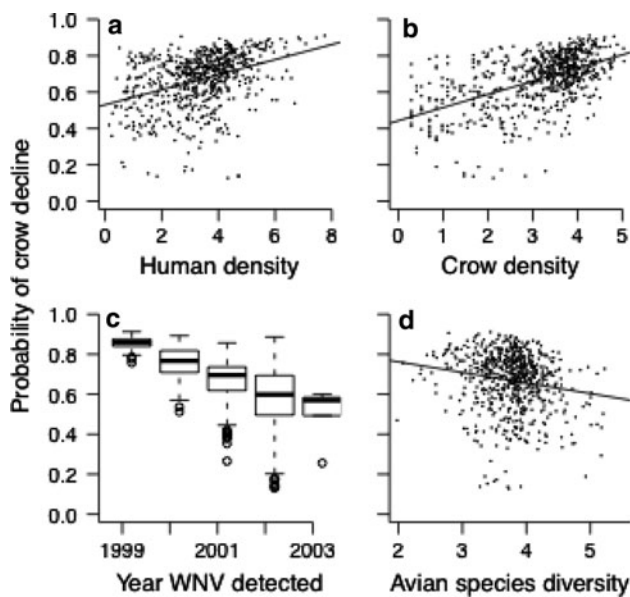 Probability of crow decline
a
1.0
0.8
0.6
0.4
0.2
0.0
0 2 4 6 8
Human density
b
0 1 2 3 4 5
Crow density
c
1.0
0.8
0.6
0.4
0.2
0.0
1999 2001 2003
Year WNV detected
d
2 3 4 5
Avian species diversity